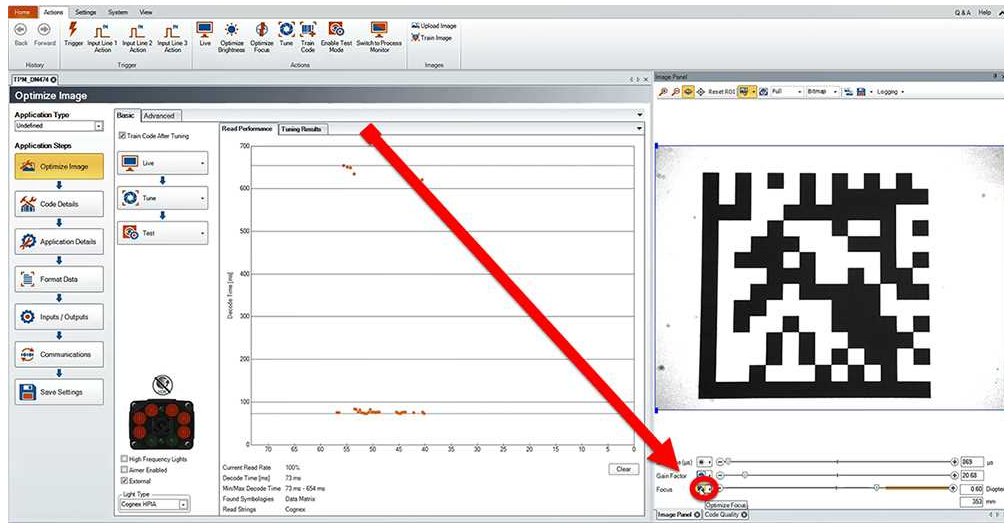 Home Actions Settings System View Q&A Help
Back Forward Trigger Input Line 1 Action Input Line 2 Action Input Line 3 Action Live Optimize Brightness Optimize Focus Tune Train Code Enable Test Mode Switch to Process Monitor Upload Image
Train Image
History Trigger Actions Images
TPM_DM474
Image Panel
Optimize Image
Reset ROI Full Bitmap Logging
Application Type
Undefined
Basic Advanced
Train Code After Tuning
Read Performance Tuning Results
Application Steps
Optimize Image
Code Details
Application Details
Format Data
Inputs / Outputs
Communications
Save Settings
Live
Tune
Test
Decode Time [ms]
700
600
500
400
300
200
100
0
70 65 60 55 50 45 40 35 30 25 20 15 10 5 0
High Frequency Lights
Aimer Enabled
External
Light Type
Cognex HPIA
Current Read Rate 100%
Decode Time [ms] 73 ms
Min/Max Decode Time 73 ms - 654 ms
Found Symbologies Data Matrix
Read Strings Cognex
Clear
(µs) 869 µs
Gain Factor 20.68
Focus 0.60 Diopter
353 mm
Optimize Focus
Image Panel Code Quality